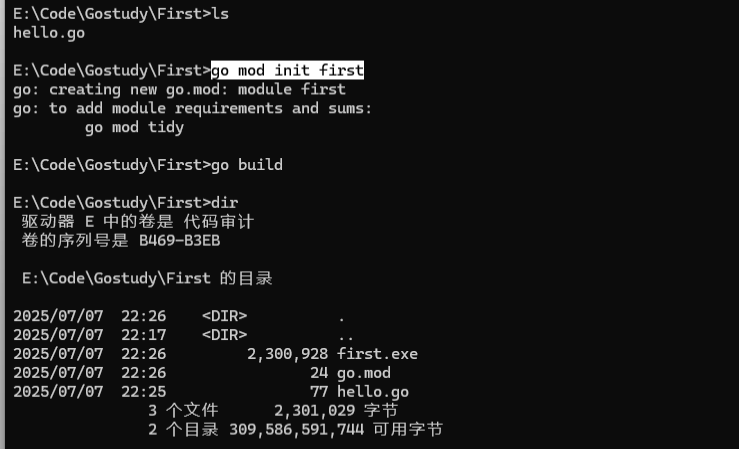 E:\Code\Gostudy\First>ls
hello.go
E:\Code\Gostudy\First>go mod init first
go: creating new go.mod: module first
go: to add module requirements and sums:
        go mod tidy
E:\Code\Gostudy\First>go build
E:\Code\Gostudy\First>dir
 驱动器 E 中的卷是 代码审计
 卷的序列号是 B469-B3EB
 E:\Code\Gostudy\First 的目录
2025/07/07  22:26    <DIR>          .
2025/07/07  22:17    <DIR>          ..
2025/07/07  22:26         2,300,928 first.exe
2025/07/07  22:26                24 go.mod
2025/07/07  22:25                77 hello.go
               3 个文件      2,301,029 字节
               2 个目录 309,586,591,744 可用字节